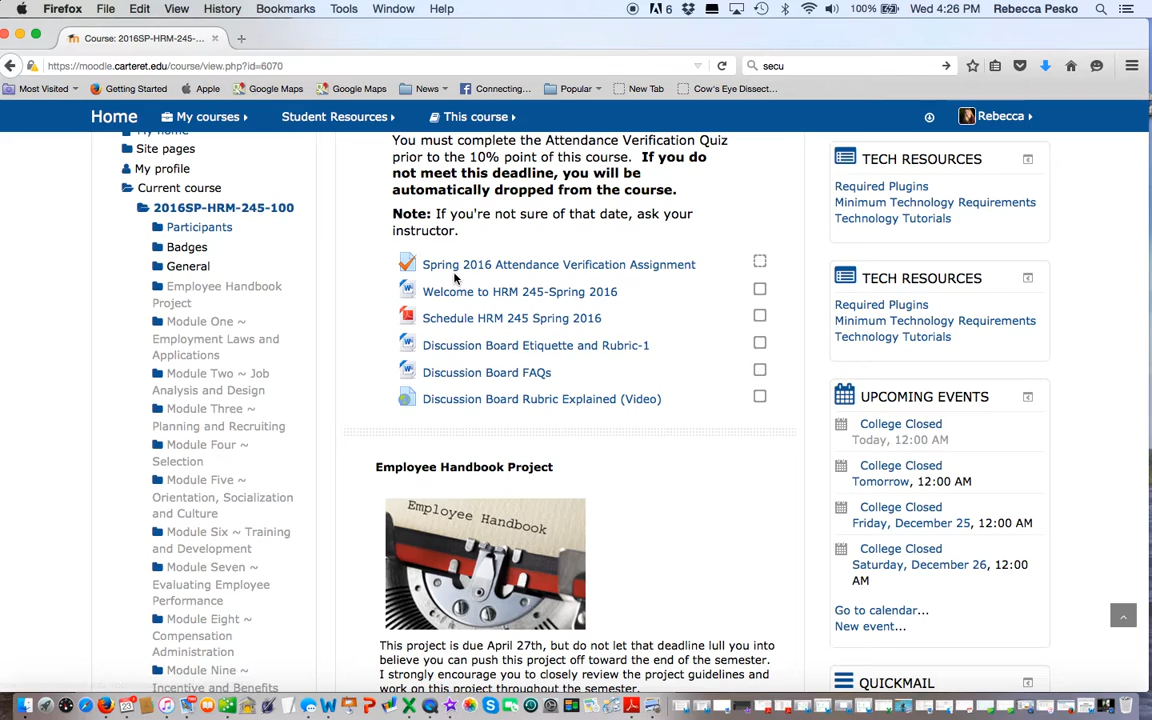 Firefox File Edit View History Bookmarks Tools Window Help 6 100% Wed 4:26 PM Rebecca Pesko
Course: 2016SP-HRM-245-...
https://moodle.carteret.edu/course/view.php?id=6070 secu
Most Visited Getting Started Apple Google Maps Google Maps News Connecting... Popular New Tab Cow's Eye Dissect...
Home My courses Student Resources This course Rebecca
My home
Site pages
My profile
Current course
2016SP-HRM-245-100
Participants
Badges
General
Employee Handbook
Project
Module One ~
Employment Laws and
Applications
Module Two ~ Job
Analysis and Design
Module Three ~
Planning and Recruiting
Module Four ~
Selection
Module Five ~
Orientation, Socialization
and Culture
Module Six ~ Training
and Development
Module Seven ~
Evaluating Employee
Performance
Module Eight ~
Compensation
Administration
Module Nine ~
Incentive and Benefits
You must complete the Attendance Verification Quiz
prior to the 10% point of this course. If you do
not meet this deadline, you will be
automatically dropped from the course.
Note: If you're not sure of that date, ask your
instructor.
Spring 2016 Attendance Verification Assignment
Welcome to HRM 245-Spring 2016
Schedule HRM 245 Spring 2016
Discussion Board Etiquette and Rubric-1
Discussion Board FAQs
Discussion Board Rubric Explained (Video)
Employee Handbook Project
Employee Handbook
This project is due April 27th, but do not let that deadline lull you into
believe you can push this project off toward the end of the semester.
I strongly encourage you to closely review the project guidelines and
work on this project throughout the semester.
TECH RESOURCES
Required Plugins
Minimum Technology Requirements
Technology Tutorials
TECH RESOURCES
Required Plugins
Minimum Technology Requirements
Technology Tutorials
UPCOMING EVENTS
College Closed
Today, 12:00 AM
College Closed
Tomorrow, 12:00 AM
College Closed
Friday, December 25, 12:00 AM
College Closed
Saturday, December 26, 12:00
AM
Go to calendar...
New event...
QUICKMAIL